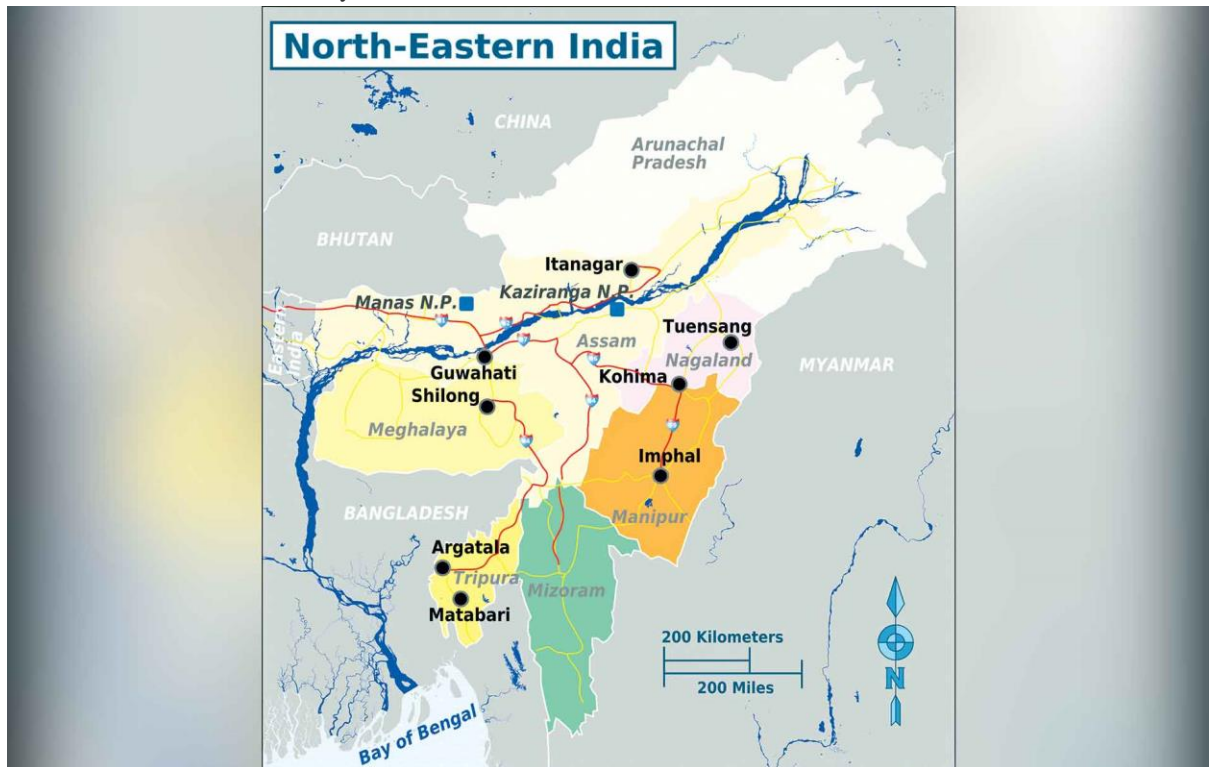 North-Eastern India
CHINA
Arunachal
Pradesh
BHUTAN
Itanagar
Manas N.P.
Kaziranga N.P.
Eastern
India
Assam
Tuensang
Nagaland
MYANMAR
Guwahati
Kohima
Shilong
Meghalaya
Imphal
BANGLADESH
Manipur
Argatala
Tripura
Mizoram
Matabari
200 Kilometers
200 Miles
N
Bay of Bengal